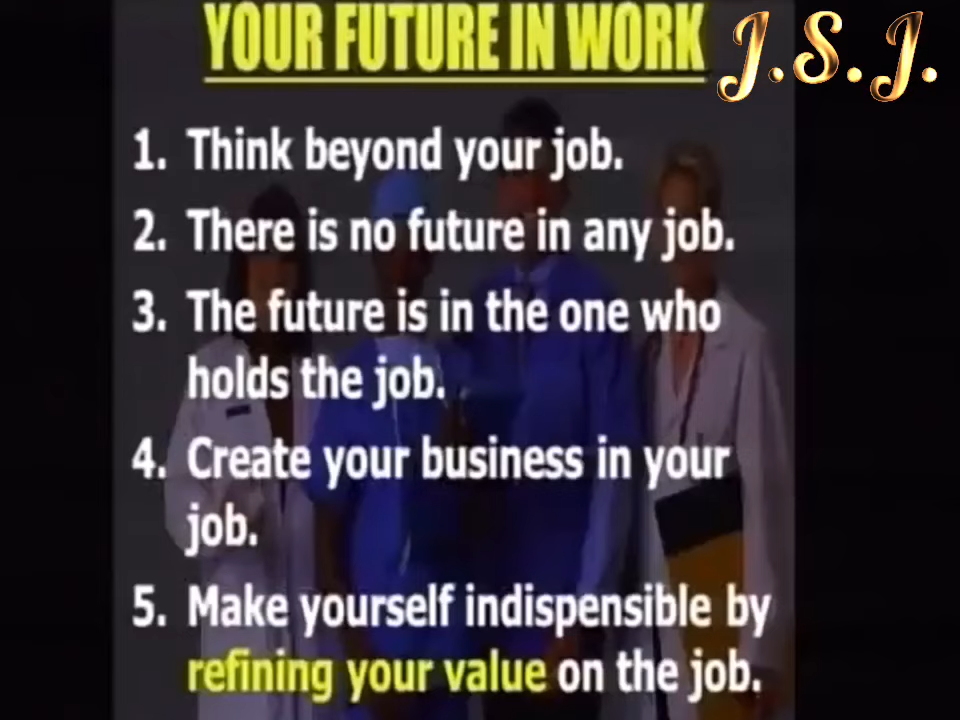 YOUR FUTURE IN WORK
J.S.J.
1. Think beyond your job.
2. There is no future in any job.
3. The future is in the one who
holds the job.
4. Create your business in your
job.
5. Make yourself indispensible by
refining your value on the job.